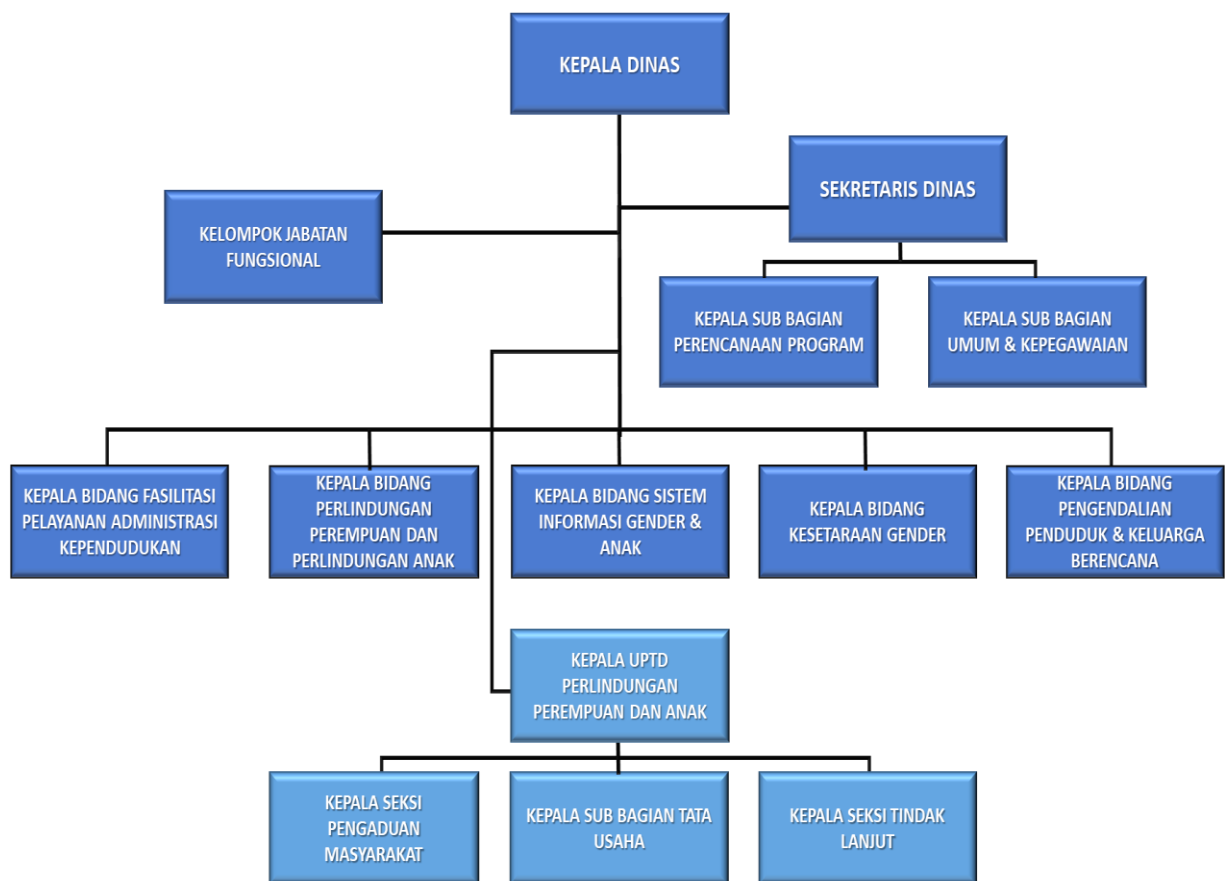 KEPALA DINAS
SEKRETARIS DINAS
KELOMPOK JABATAN
FUNGSIONAL
KEPALA SUB BAGIAN
PERENCANAAN PROGRAM
KEPALA SUB BAGIAN
UMUM & KEPEGAWAIAN
KEPALA BIDANG FASILITASI
PELAYANAN ADMINISTRASI
KEPENDUDUKAN
KEPALA BIDANG
PERLINDUNGAN
PEREMPUAN DAN
PERLINDUNGAN ANAK
KEPALA BIDANG SISTEM
INFORMASI GENDER &
ANAK
KEPALA BIDANG
KESETARAAN GENDER
KEPALA BIDANG
PENGENDALIAN
PENDUDUK & KELUARGA
BERENCANA
KEPALA UPTD
PERLINDUNGAN
PEREMPUAN DAN ANAK
KEPALA SEKSI
PENGADUAN
MASYARAKAT
KEPALA SUB BAGIAN TATA
USAHA
KEPALA SEKSI TINDAK
LANJUT